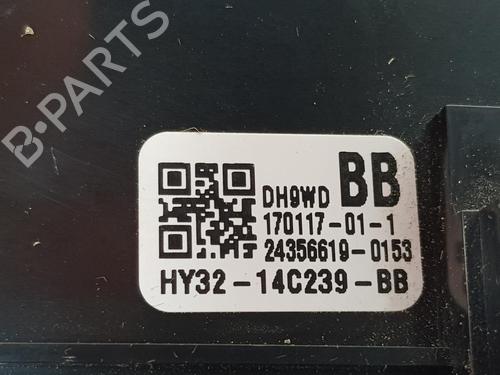 B-PARTS
DH9WD BB
170117-01-1
24356619-0153
HY32-14C239-BB